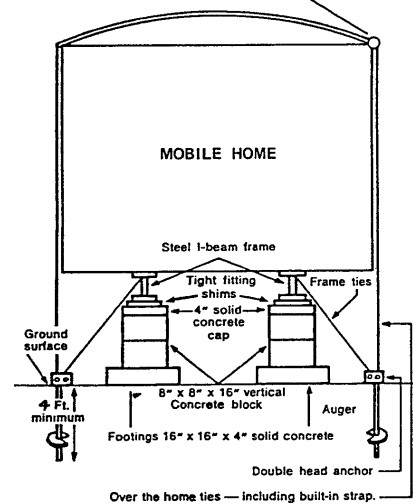 MOBILE HOME
Steel I-beam frame
Tight fitting
shims
Frame ties
4" solid
concrete
cap
Ground
surface
4 Ft.
minimum
8" x 8" x 16" vertical
Concrete block
Auger
Footings 16" x 16" x 4" solid concrete
Double head anchor
Over the home ties — including built-in strap.